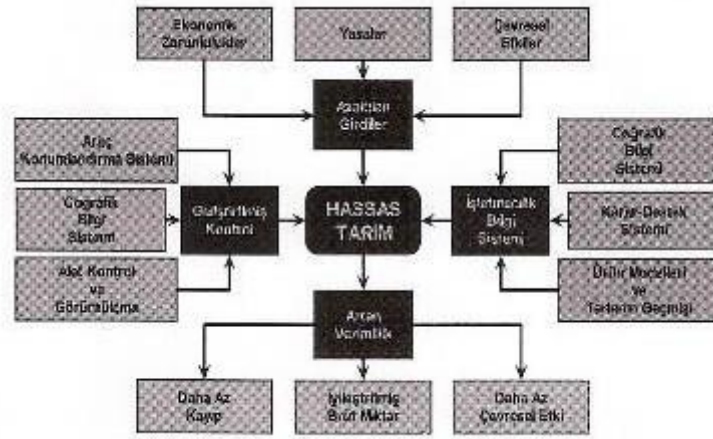 Ekonomik
Zorunluluklar
Yasalar
Çevresel
Etkiler
Azaltılan
Girdiler
Araç
Konumlandırma Sistemi
Coğrafik
Bilgi
Sistemi
Coğrafik
Bilgi
Sistemi
Geliştirilmiş
Kontrol
HASSAS
TARIM
İşletmecilik
Bilgi
Sistemi
Karar-Destek
Sistemi
Alet Kontrol
ve
Görüntüleme
Ürün Modelleri
ve
Tarlanın Geçmişi
Artan
Verimlilik
Daha Az
Kayıp
İyileştirilmiş
Brüt Miktar
Daha Az
Çevresel Etki